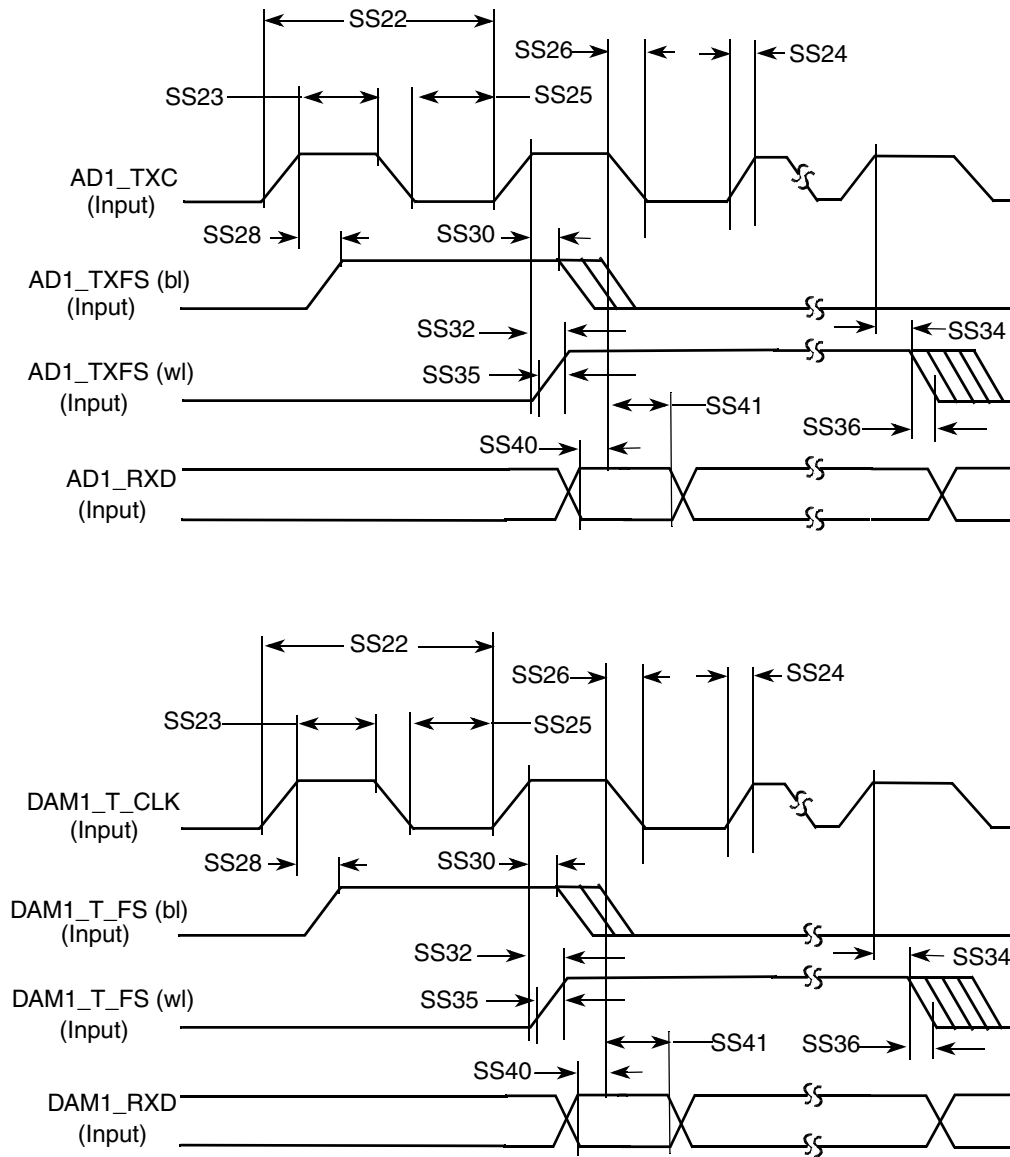 SS22
SS26
SS24
SS23
SS25
AD1_TXC
(Input)
SS28
SS30
AD1_TXFS (bl)
(Input)
SS32
SS34
AD1_TXFS (wl)
(Input)
SS35
SS41
SS36
SS40
AD1_RXD
(Input)
SS22
SS26
SS24
SS23
SS25
DAM1_T_CLK
(Input)
SS28
SS30
DAM1_T_FS (bl)
(Input)
SS32
SS34
DAM1_T_FS (wl)
(Input)
SS35
SS41
SS36
SS40
DAM1_RXD
(Input)